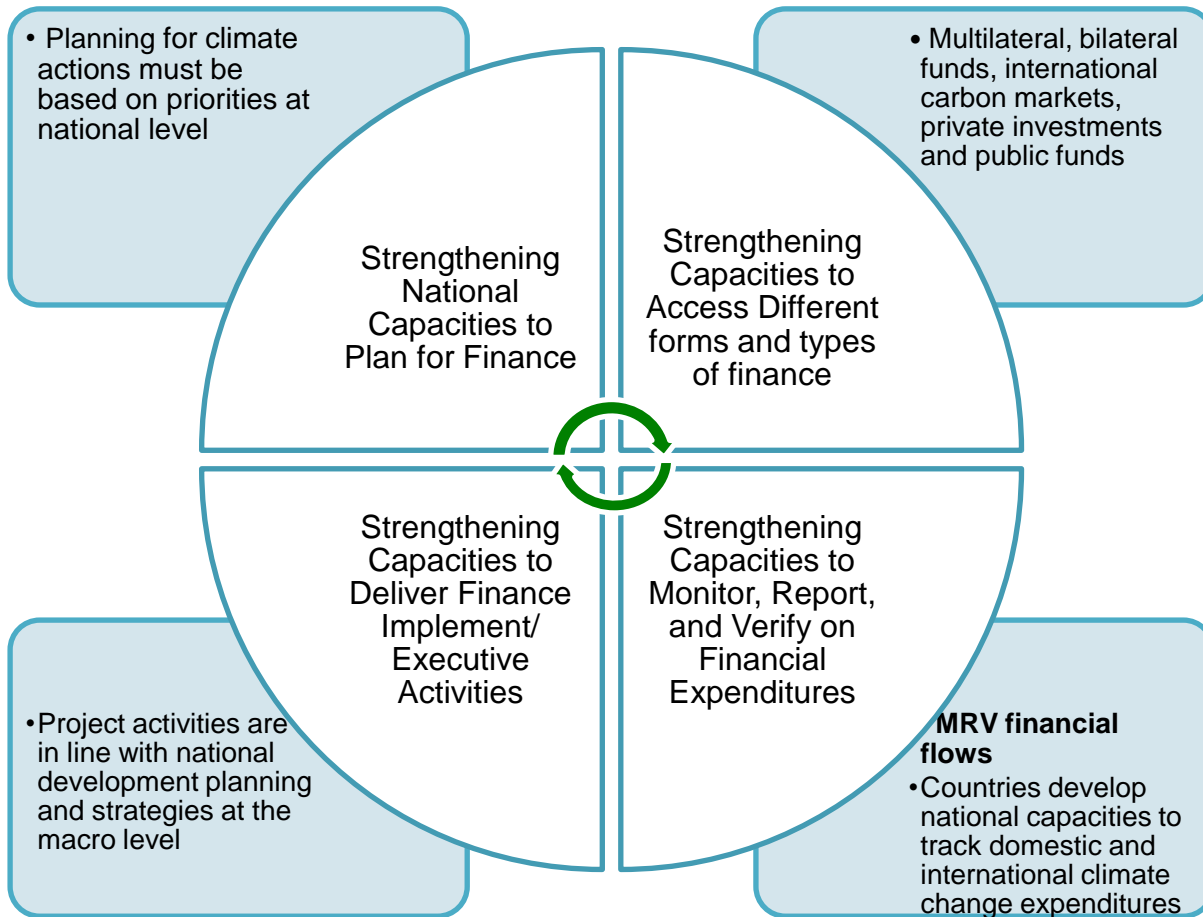 • Planning for climate
actions must be
based on priorities at
national level
• Multilateral, bilateral
funds, international
carbon markets,
private investments
and public funds
Strengthening
National
Capacities to
Plan for Finance
Strengthening
Capacities to
Access Different
forms and types
of finance
Strengthening
Capacities to
Deliver Finance
Implement/
Executive
Activities
Strengthening
Capacities to
Monitor, Report,
and Verify on
Financial
Expenditures
•Project activities are
in line with national
development planning
and strategies at the
macro level
MRV financial
flows
•Countries develop
national capacities to
track domestic and
international climate
change expenditures